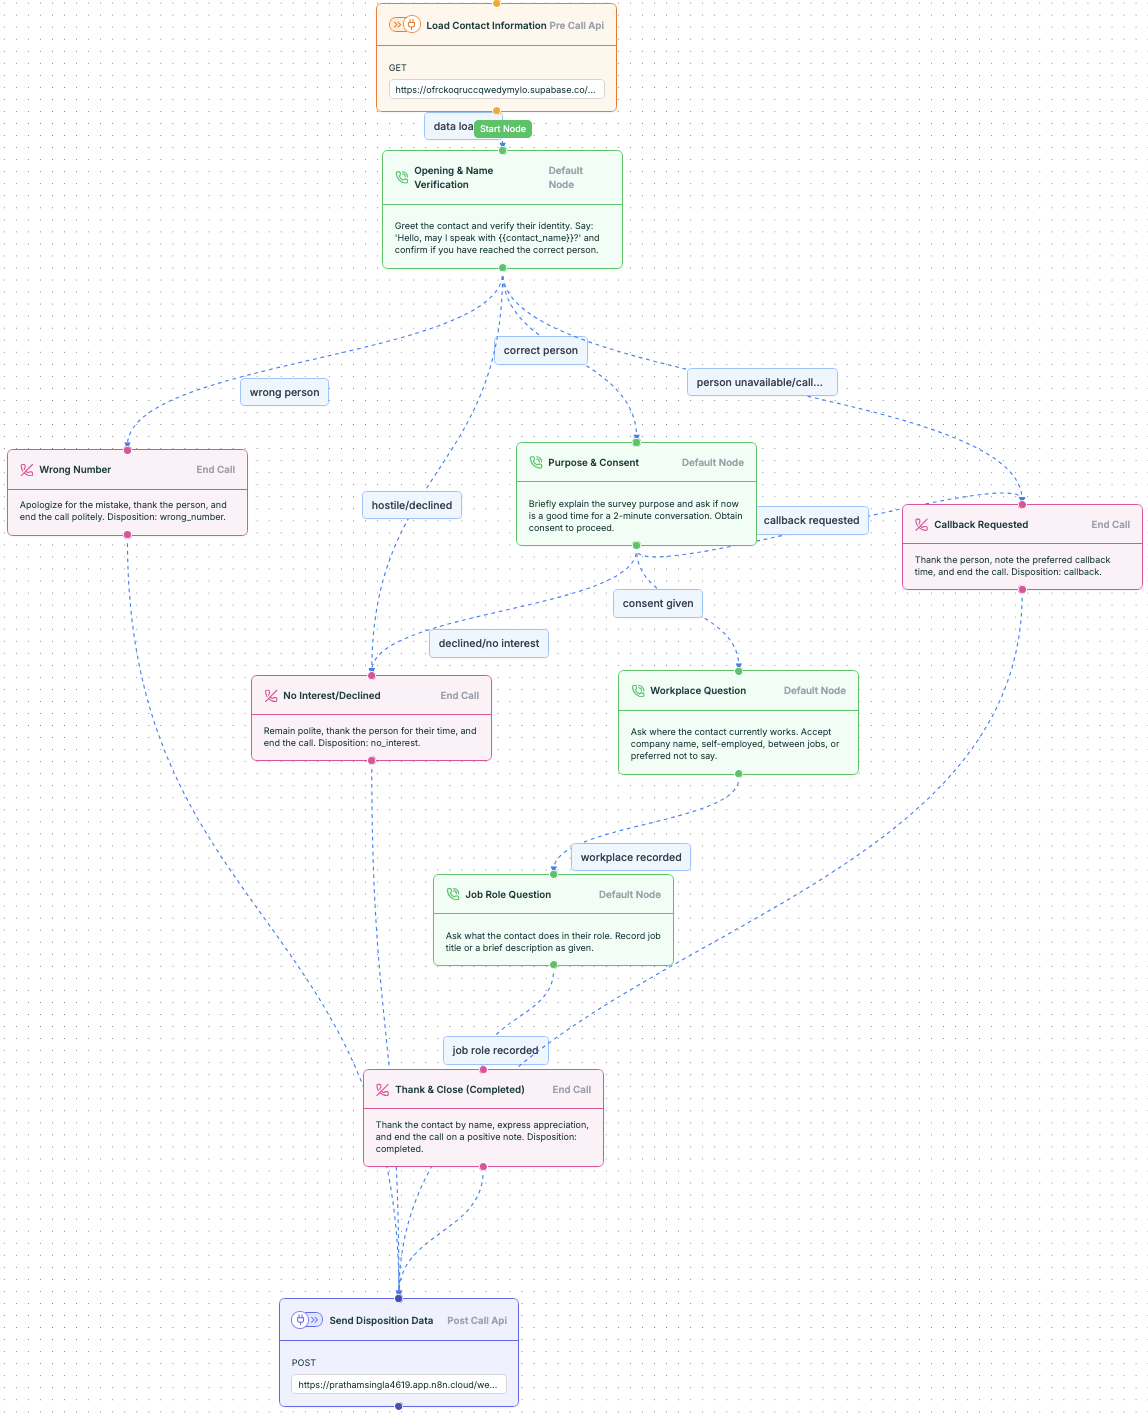 Load Contact Information Pre Call Api
GET
https://ofrckoqruccqwedymylo.supabase.co/...
data loa
Start Node
Opening & Name Default
Verification Node
Greet the contact and verify their identity. Say:
'Hello, may I speak with {{contact_name}}?' and
confirm if you have reached the correct person.
correct person
person unavailable/call...
wrong person
Wrong Number End Call
Apologize for the mistake, thank the person, and
end the call politely. Disposition: wrong_number.
hostile/declined
Purpose & Consent Default Node
Briefly explain the survey purpose and ask if now
is a good time for a 2-minute conversation. Obtain
consent to proceed.
callback requested
Callback Requested End Call
Thank the person, note the preferred callback
time, and end the call. Disposition: callback.
consent given
declined/no interest
No Interest/Declined End Call
Remain polite, thank the person for their time, and
end the call. Disposition: no_interest.
Workplace Question Default Node
Ask where the contact currently works. Accept
company name, self-employed, between jobs, or
preferred not to say.
workplace recorded
Job Role Question Default Node
Ask what the contact does in their role. Record job
title or a brief description as given.
job role recorded
Thank & Close (Completed) End Call
Thank the contact by name, express appreciation,
and end the call on a positive note. Disposition:
completed.
Send Disposition Data Post Call Api
POST
https://prathamsingla4619.app.n8n.cloud/we...